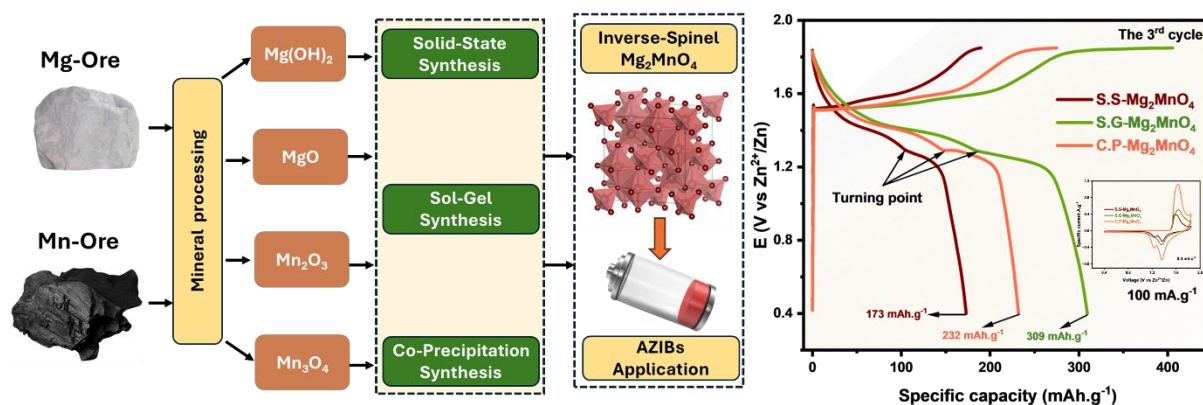 Mg-Ore
Mn-Ore
Mineral processing
Mg(OH)₂
MgO
Mn₂O₃
Mn₃O₄
Solid-State
Synthesis
Sol-Gel
Synthesis
Co-Precipitation
Synthesis
Inverse-Spinel
Mg₂MnO₄
AZIBs
Application
E (V vs Zn²⁺/Zn)
2.0
1.6
1.2
0.8
0.4
The 3ʳᵈ cycle
S.S-Mg₂MnO₄
S.G-Mg₂MnO₄
C.P-Mg₂MnO₄
Turning point
173 mAh.g⁻¹
232 mAh.g⁻¹
309 mAh.g⁻¹
100 mA.g⁻¹
0
100
200
300
400
Specific capacity (mAh.g⁻¹)